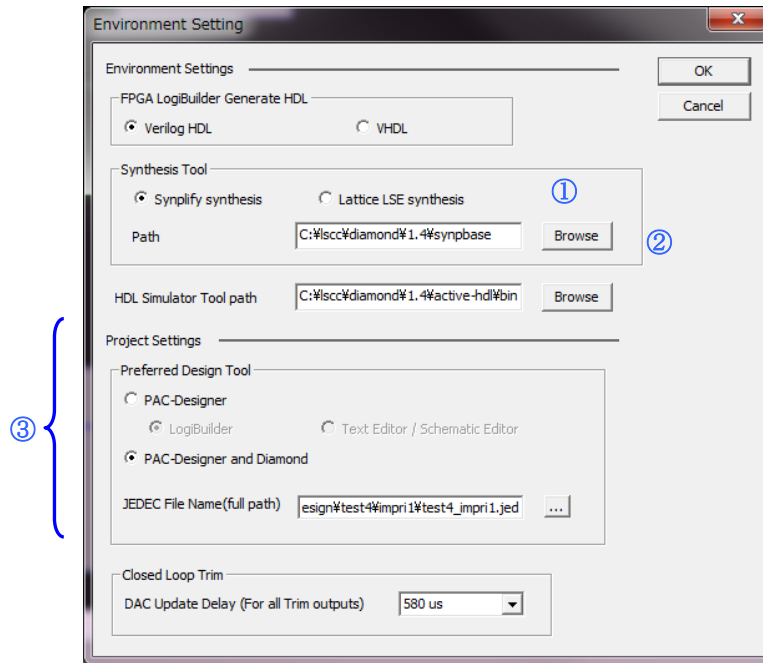 Environment Setting
Environment Settings
OK
FPGA LogiBuilder Generate HDL
Cancel
Verilog HDL VHDL
Synthesis Tool
Synplify synthesis Lattice LSE synthesis ①
Path C:¥lscc¥diamond¥1.4¥synpbase Browse ②
HDL Simulator Tool path C:¥lscc¥diamond¥1.4¥active-hdl¥bin Browse
Project Settings
Preferred Design Tool
PAC-Designer
③ LogiBuilder Text Editor / Schematic Editor
PAC-Designer and Diamond
JEDEC File Name(full path) esign¥test4¥impri1¥test4_impri1.jed ...
Closed Loop Trim
DAC Update Delay (For all Trim outputs) 580 us